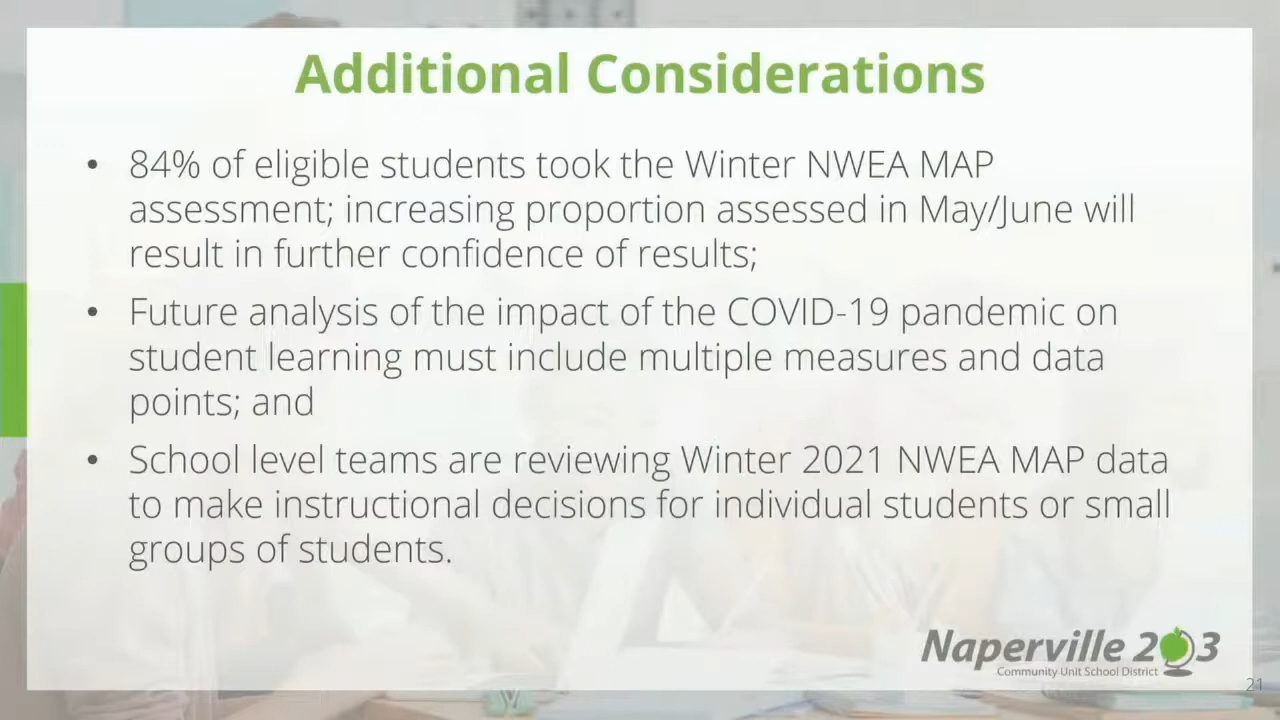 Additional Considerations
• 84% of eligible students took the Winter NWEA MAP
assessment; increasing proportion assessed in May/June will
result in further confidence of results;
• Future analysis of the impact of the COVID-19 pandemic on
student learning must include multiple measures and data
points; and
• School level teams are reviewing Winter 2021 NWEA MAP data
to make instructional decisions for individual students or small
groups of students.
Naperville 203
Community Unit School District
21